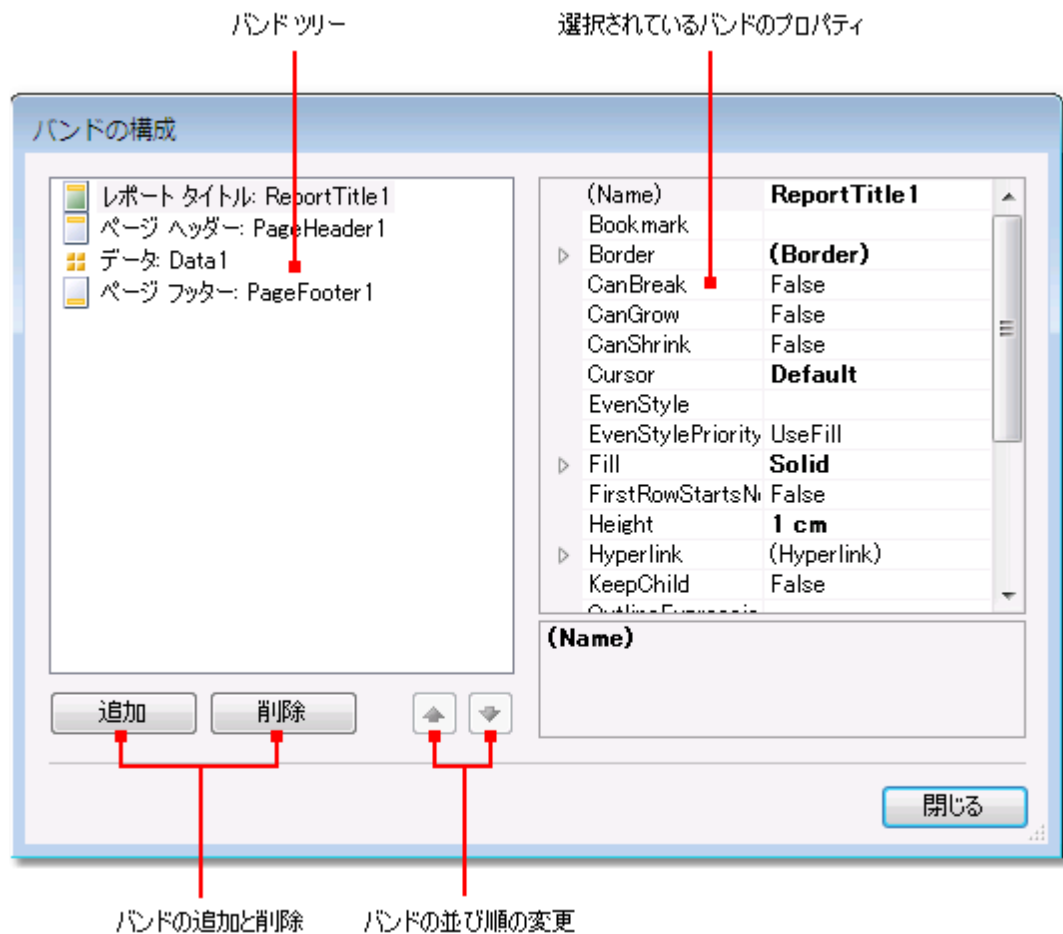 バンド ツリー
選択されているバンドのプロパティ
バンドの構成
レポート タイトル: ReportTitle1
ページ ヘッダー: PageHeader1
データ: Data1
ページ フッター: PageFooter1
(Name) ReportTitle1
Bookmark
Border (Border)
CanBreak False
CanGrow False
CanShrink False
Cursor Default
EvenStyle
EvenStylePriority UseFill
Fill Solid
FirstRowStartsN False
Height 1 cm
Hyperlink (Hyperlink)
KeepChild False
(Name)
追加 削除
閉じる
バンドの追加と削除
バンドの並び順の変更